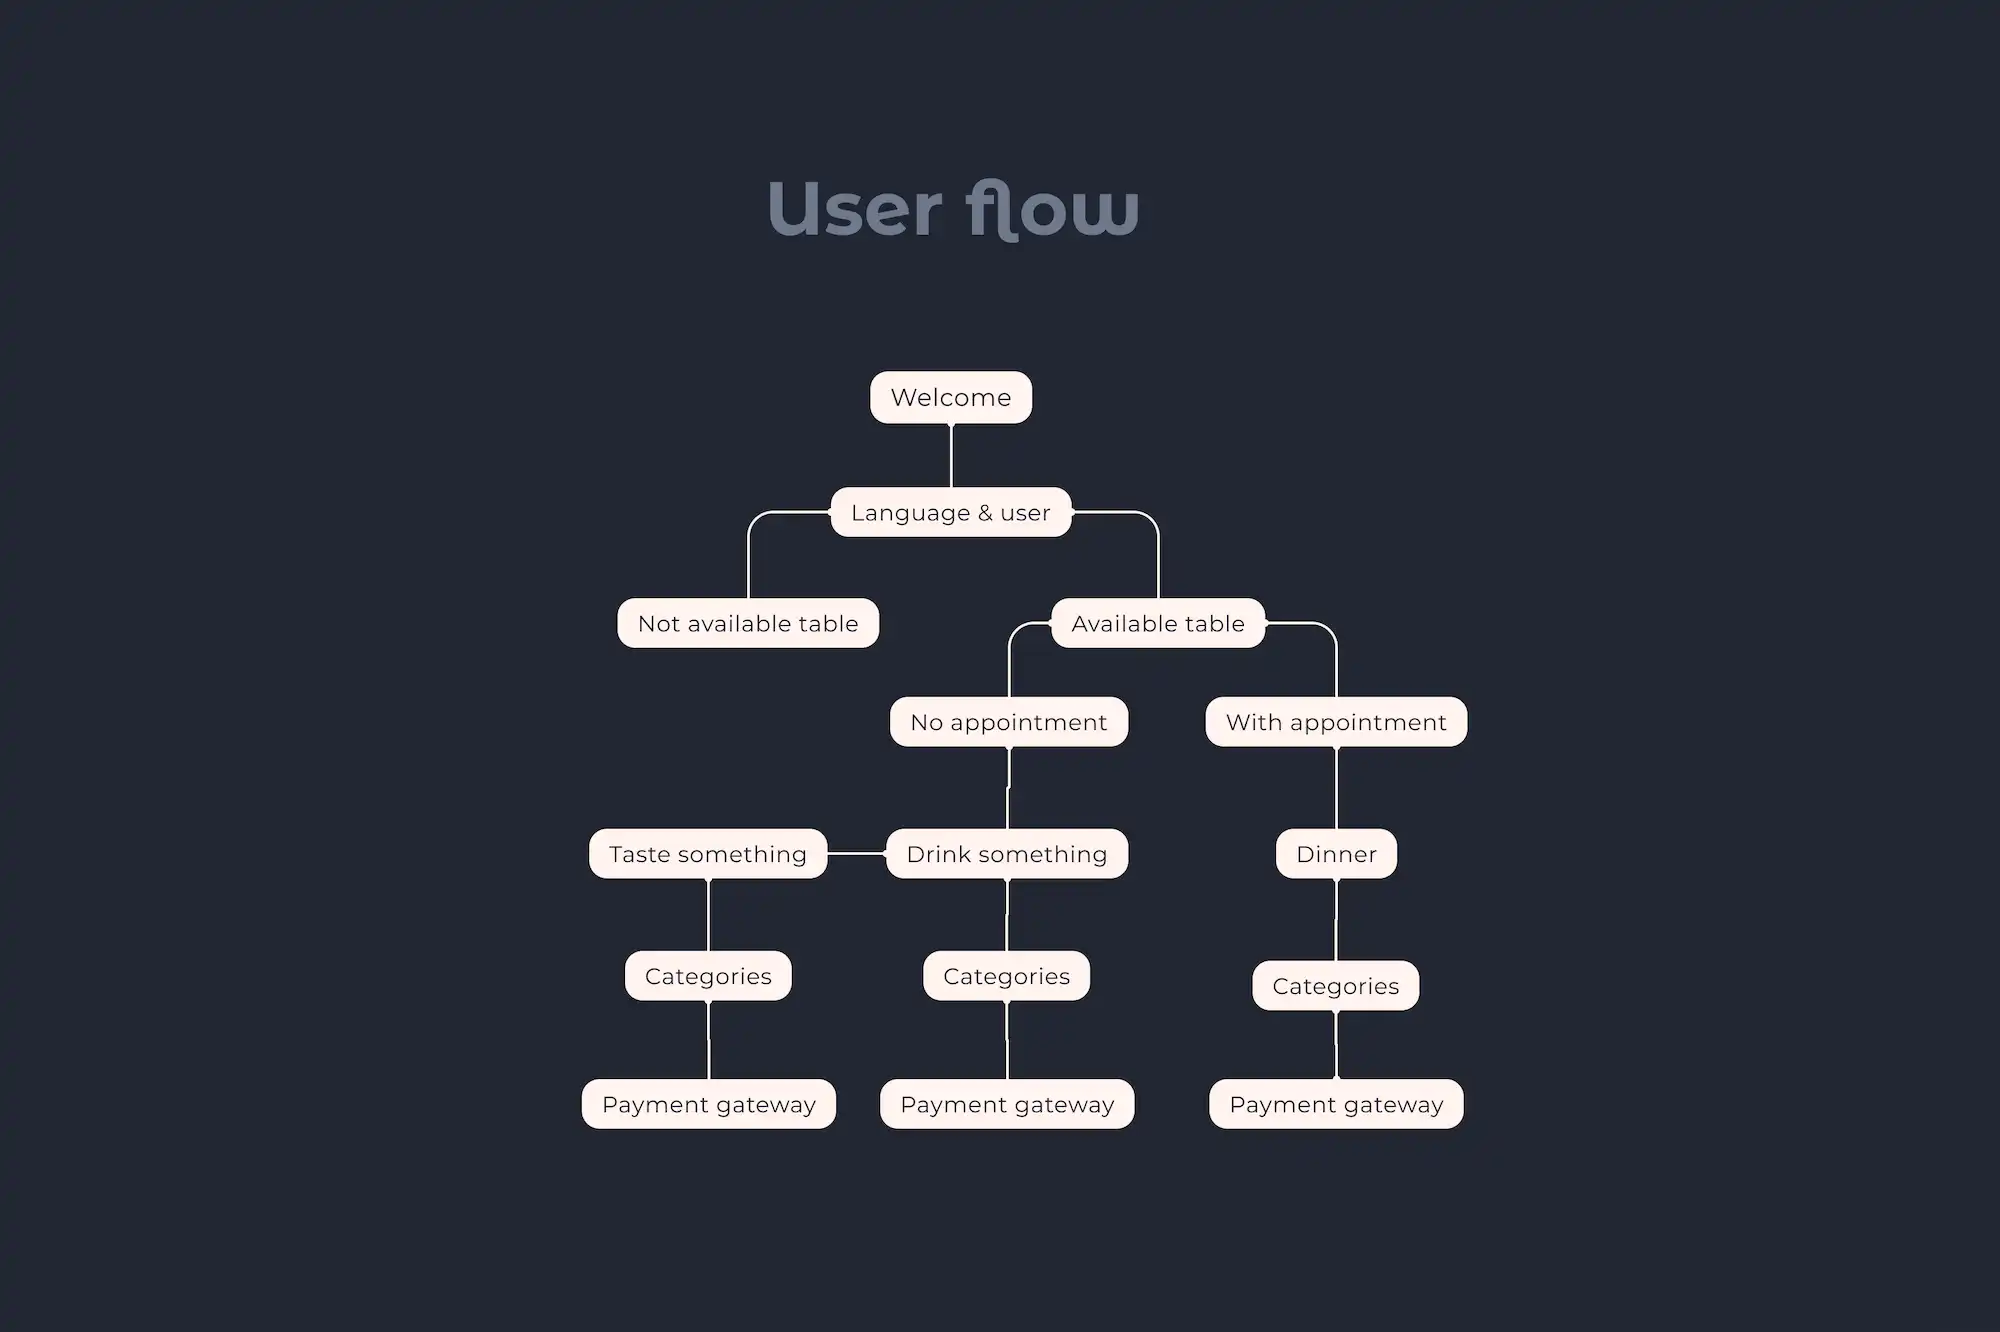 User flow
Welcome
Language & user
Not available table
Available table
No appointment
With appointment
Taste something
Drink something
Dinner
Categories
Categories
Categories
Payment gateway
Payment gateway
Payment gateway